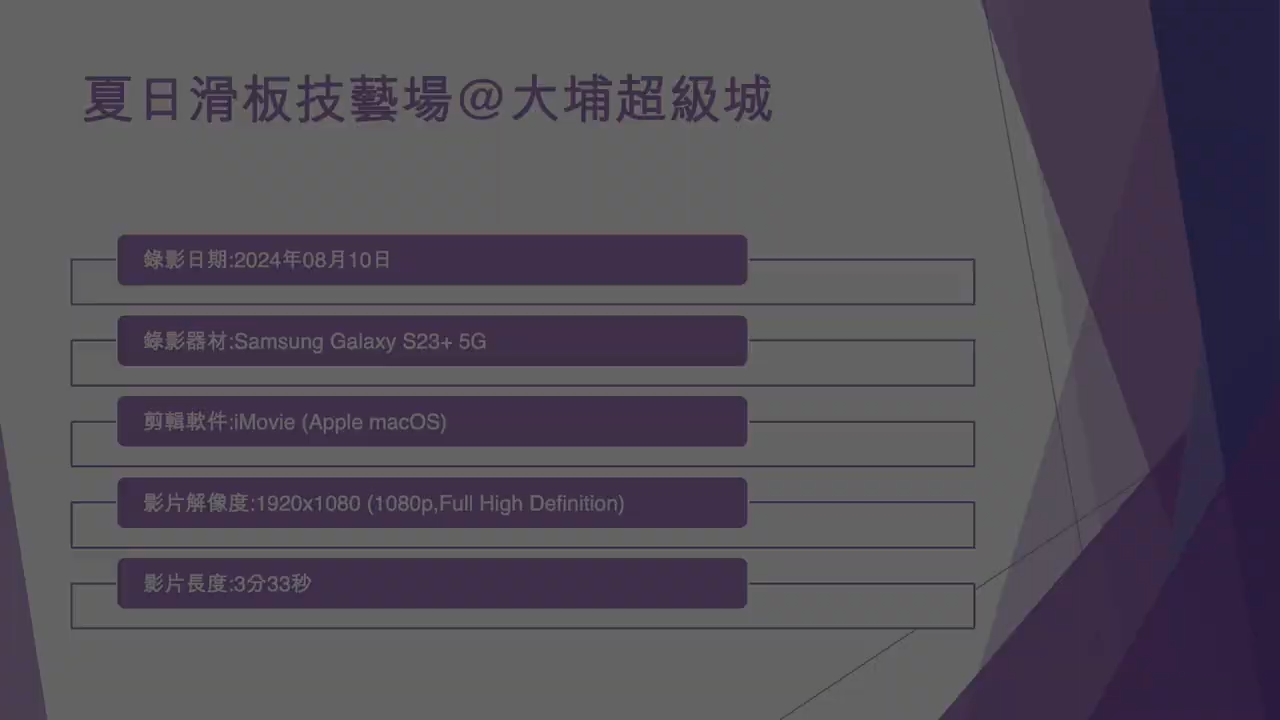 夏日滑板技藝場@大埔超級城
錄影日期:2024年08月10日
錄影器材:Samsung Galaxy S23+ 5G
剪輯軟件:iMovie (Apple macOS)
影片解像度:1920x1080 (1080p,Full High Definition)
影片長度:3分33秒